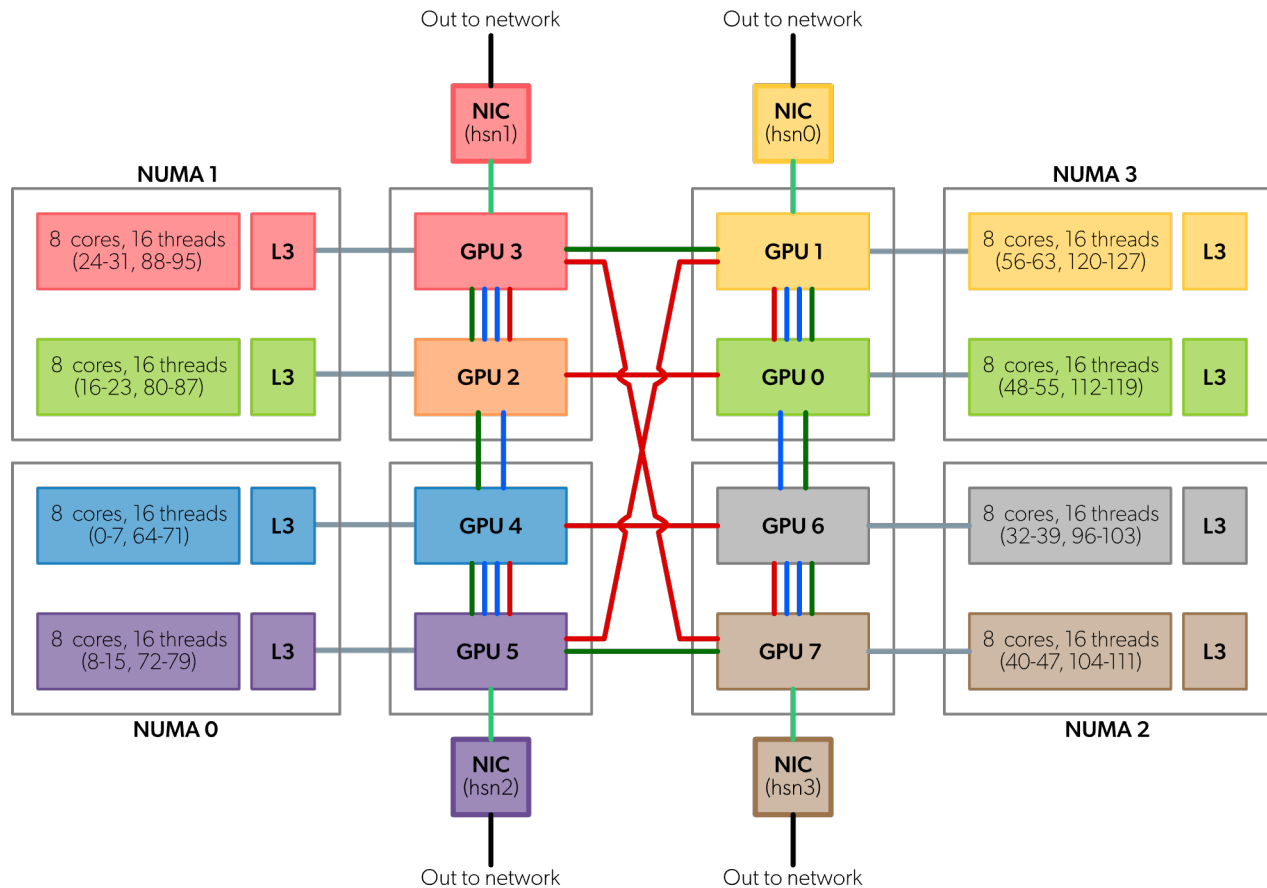 Out to network
Out to network
NIC
(hsn1)
NIC
(hsn0)
NUMA 1
NUMA 3
8 cores, 16 threads
(24-31, 88-95)
L3
GPU 3
GPU 1
8 cores, 16 threads
(56-63, 120-127)
L3
8 cores, 16 threads
(16-23, 80-87)
L3
GPU 2
GPU 0
8 cores, 16 threads
(48-55, 112-119)
L3
8 cores, 16 threads
(0-7, 64-71)
L3
GPU 4
GPU 6
8 cores, 16 threads
(32-39, 96-103)
L3
8 cores, 16 threads
(8-15, 72-79)
L3
GPU 5
GPU 7
8 cores, 16 threads
(40-47, 104-111)
L3
NUMA 0
NUMA 2
NIC
(hsn2)
NIC
(hsn3)
Out to network
Out to network